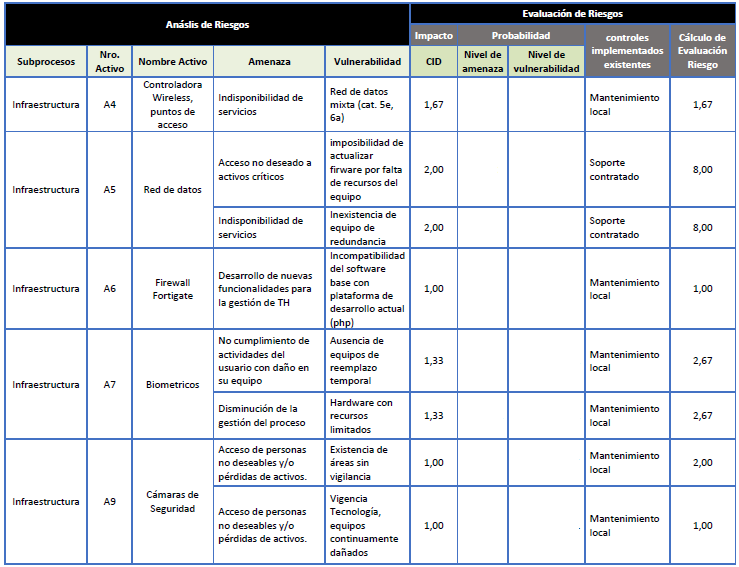 Anáslis de Riesgos
Evaluación de Riesgos
Impacto
Probabilidad
controles
implementados
existentes
Cálculo de
Evaluación
Riesgo
Subprocesos
Nro.
Activo
Nombre Activo
Amenaza
Vulnerabilidad
CID
Nivel de
amenaza
Nivel de
vulnerabilidad
Infraestructura
A4
Controladora
Wireless,
puntos de
acceso
Indisponibilidad de
servicios
Red de datos
mixta (cat. 5e,
6a)
1,67
Mantenimiento
local
1,67
Infraestructura
A5
Red de datos
Acceso no deseado a
activos críticos
imposibilidad de
actualizar
firware por falta
de recursos del
equipo
2,00
Soporte
contratado
8,00
Indisponibilidad de
servicios
Inexistencia de
equipo de
redundancia
2,00
Soporte
contratado
8,00
Infraestructura
A6
Firewall
Fortigate
Desarrollo de nuevas
funcionalidades para
la gestión de TH
Incompatibilidad
del software
base con
plataforma de
desarrollo actual
(php)
1,00
Mantenimiento
local
1,00
Infraestructura
A7
Biometricos
No cumplimiento de
actividades del
usuario con daño en
su equipo
Ausencia de
equipos de
reemplazo
temporal
1,33
Mantenimiento
local
2,67
Disminución de la
gestión del proceso
Hardware con
recursos
limitados
1,33
Mantenimiento
local
2,67
Infraestructura
A9
Cámaras de
Seguridad
Acceso de personas
no deseables y/o
pérdidas de activos.
Existencia de
áreas sin
vigilancia
1,00
Mantenimiento
local
2,00
Acceso de personas
no deseables y/o
pérdidas de activos.
Vigencia
Tecnología,
equipos
continuamente
dañados
1,00
.
Mantenimiento
local
1,00